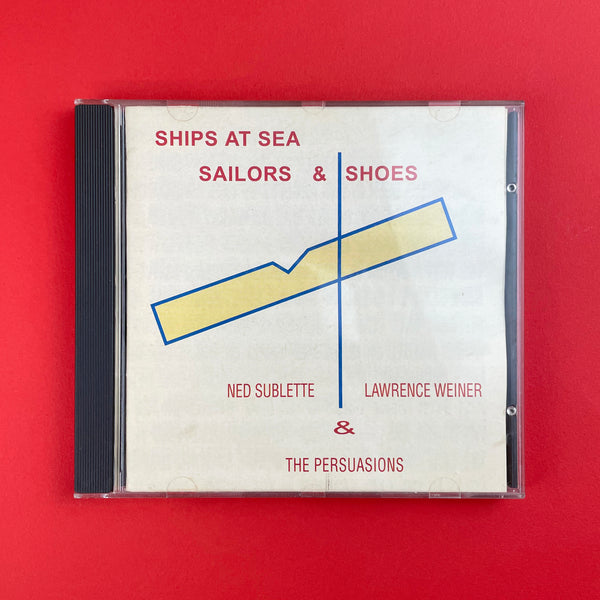 SHIPS AT SEA
SAILORS & SHOES
NED SUBLETTE LAWRENCE WEINER
&
THE PERSUASIONS